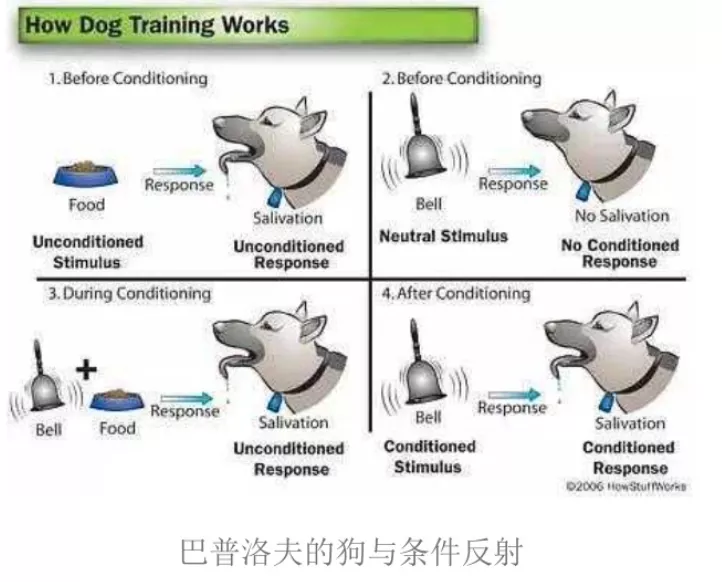 How Dog Training Works
1. Before Conditioning
Food
Response
Salivation
Unconditioned
Stimulus
Unconditioned
Response
2. Before Conditioning
Bell
Response
No Salivation
Neutral Stimulus
No Conditioned
Response
3. During Conditioning
+
Bell
Food
Response
Salivation
Unconditioned
Response
4. After Conditioning
Bell
Response
Salivation
Conditioned
Stimulus
Conditioned
Response
©2006 HowStuffWorks
巴普洛夫的狗与条件反射